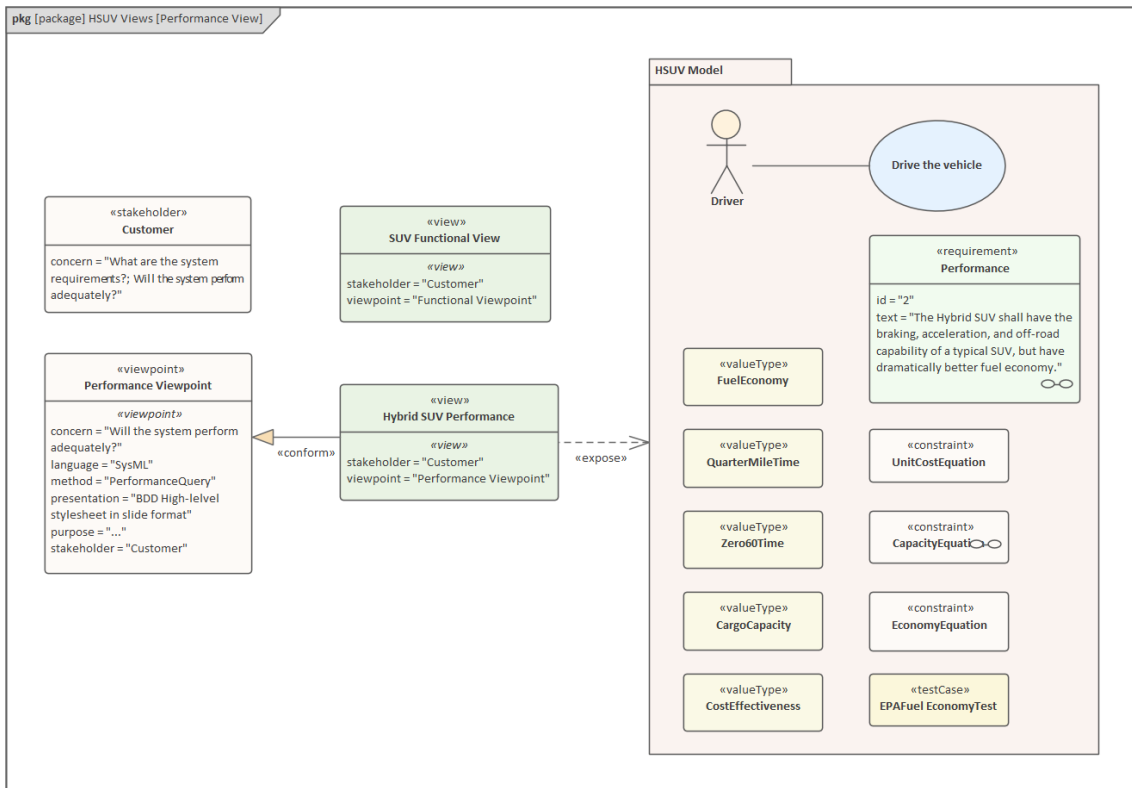 pkg [package] HSUV Views [Performance View]
HSUV Model
Driver
Drive the vehicle
«stakeholder»
Customer
concern = "What are the system
requirements?; Will the system perform
adequately?"
«view»
SUV Functional View
«view»
stakeholder = "Customer"
viewpoint = "Functional Viewpoint"
«requirement»
Performance
id = "2"
text = "The Hybrid SUV shall have the
braking, acceleration, and off-road
capability of a typical SUV, but have
dramatically better fuel economy."
«viewpoint»
Performance Viewpoint
«viewpoint»
concern = "Will the system perform
adequately?"
language = "SysML"
method = "PerformanceQuery"
presentation = "BDD High-lelvel
stylesheet in slide format"
purpose = "..."
stakeholder = "Customer"
«conform»
«view»
Hybrid SUV Performance
«view»
stakeholder = "Customer"
viewpoint = "Performance Viewpoint"
«expose»
«valueType»
FuelEconomy
«valueType»
QuarterMileTime
«constraint»
UnitCostEquation
«valueType»
Zero60Time
«constraint»
«valueType»
CargoCapacity
«constraint»
EconomyEquation
«valueType»
CostEffectiveness
«testCase»
EPAFuel EconomyTest